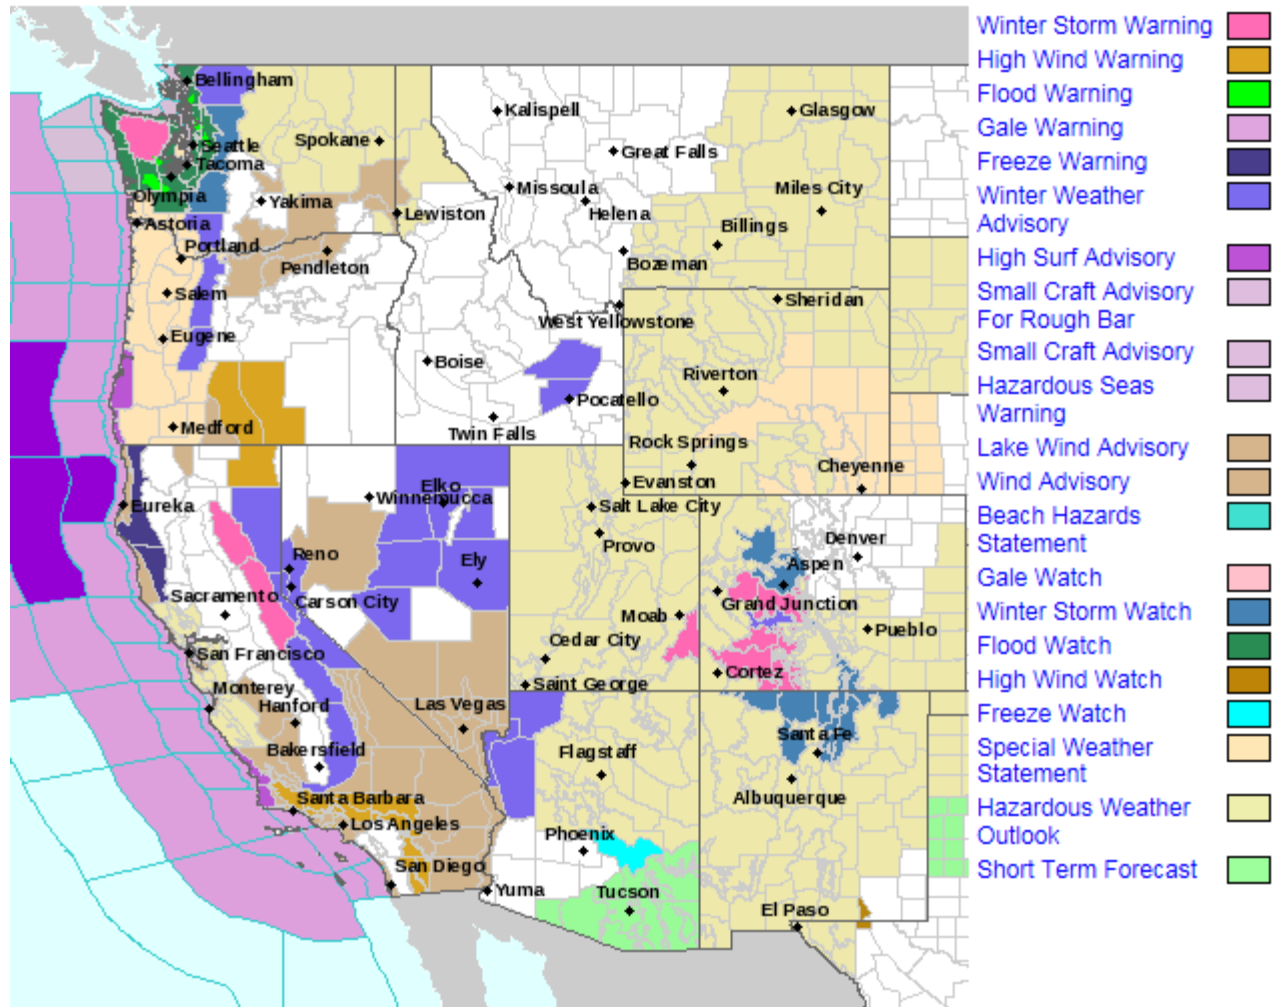 Bellingham
Seattle
Tacoma
Olympia
Spokane
Kalispell
Great Falls
Glasgow
Yakima
Lewiston
Missoula
Helena
Miles City
Astoria
Portland
Pendleton
Billings
Bozeman
Salem
Sheridan
West Yellowstone
Eugene
Boise
Riverton
Pocatello
Medford
Twin Falls
Rock Springs
Cheyenne
Evanston
Elko
Winnemucca
Eureka
Salt Lake City
Provo
Denver
Reno
Ely
Aspen
Sacramento
Carson City
Grand Junction
Moab
Pueblo
San Francisco
Cedar City
Cortez
Monterey
Saint George
Hanford
Las Vegas
Bakersfield
Flagstaff
Santa Fe
Santa Barbara
Albuquerque
Los Angeles
Phoenix
San Diego
Yuma
Tucson
El Paso
Winter Storm Warning
High Wind Warning
Flood Warning
Gale Warning
Freeze Warning
Winter Weather
Advisory
High Surf Advisory
Small Craft Advisory
For Rough Bar
Small Craft Advisory
Hazardous Seas
Warning
Lake Wind Advisory
Wind Advisory
Beach Hazards
Statement
Gale Watch
Winter Storm Watch
Flood Watch
High Wind Watch
Freeze Watch
Special Weather
Statement
Hazardous Weather
Outlook
Short Term Forecast